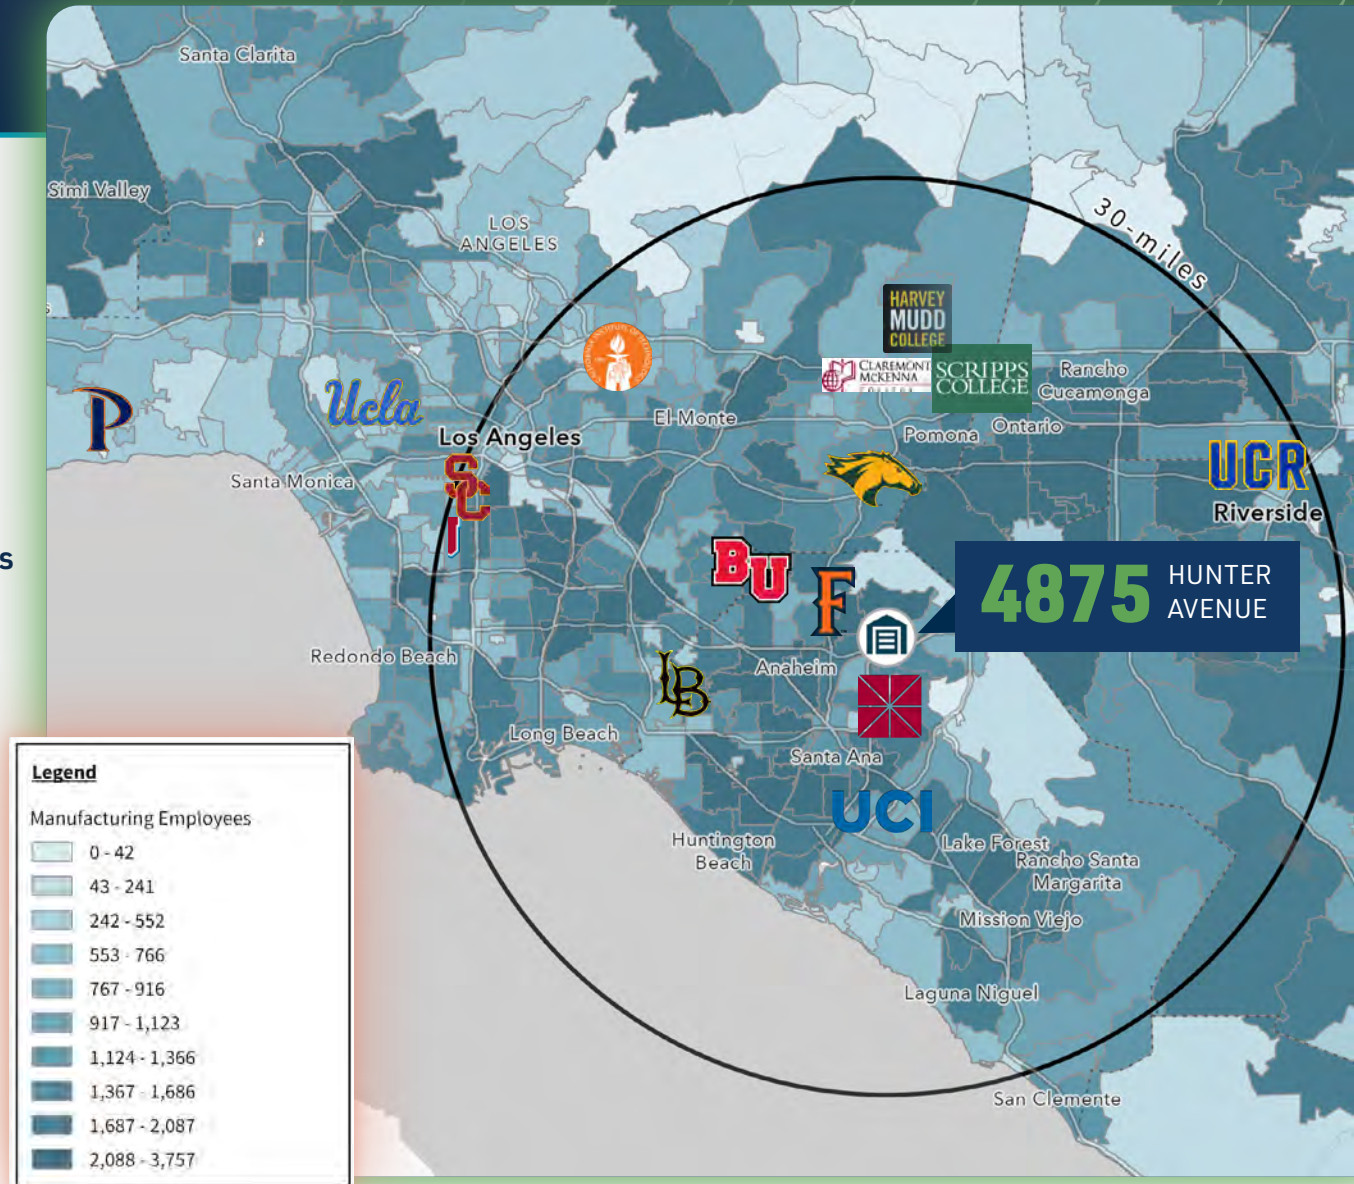 Santa Clarita
Simi Valley
LOS
ANGELES
30-miles
s
HARVEY
MUDD
COLLEGE
CLAREMONT
MCKENNA
SCRIPPS
COLLEGE
Rancho
Cucamonga
P
Ucla
El Monte
Los Angeles
Pomona
Ontario
SC
Santa Monica
UCR
Riverside
s
BU
F
4875
HUNTER
AVENUE
Redondo Beach
Anaheim
LB
Long Beach
Santa Ana
UCI
Huntington
Beach
Lake Forest
Rancho Santa
Margarita
Mission Viejo
Laguna Niguel
San Clemente
Legend
Manufacturing Employees
0 - 42
43 - 241
242 - 552
553 - 766
767 - 916
917 - 1,123
1,124 - 1,366
1,367 - 1,686
1,687 - 2,087
2,088 - 3,757